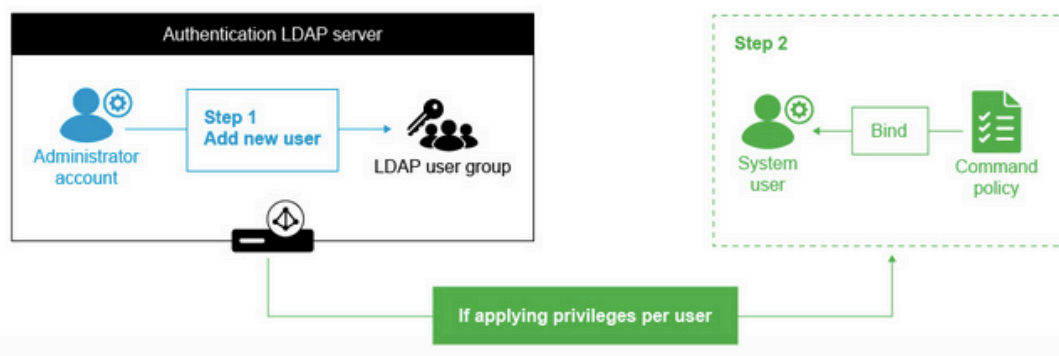 Authentication LDAP server
Step 1
Add new user
Administrator
account
LDAP user group
Step 2
Bind
System
user
Command
policy
If applying privileges per user